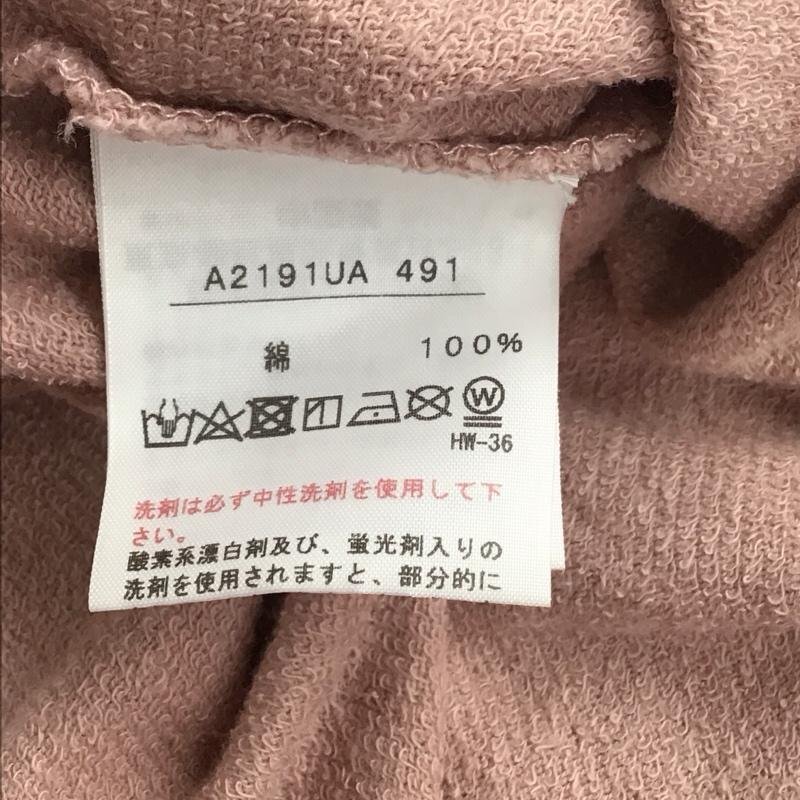 A2191UA 491
綿 100%
W
HW-36
洗剤は必ず中性洗剤を使用して下
さい。
酸素系漂白剤及び、蛍光剤入りの
洗剤を使用されますと、部分的に